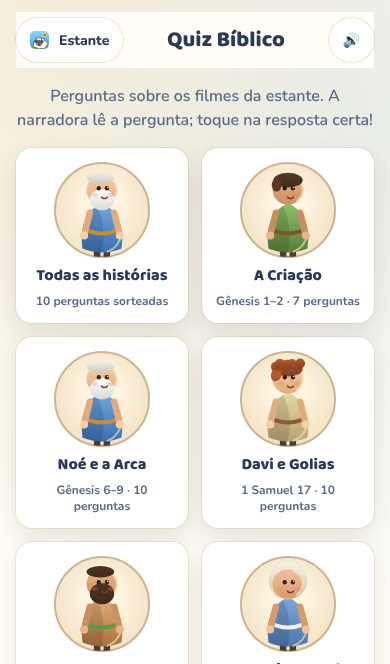 Estante
Quiz Bíblico
Perguntas sobre os filmes da estante. A
narradora lê a pergunta; toque na resposta certa!
Todas as histórias
10 perguntas sorteadas
A Criação
Gênesis 1–2 · 7 perguntas
Noé e a Arca
Gênesis 6–9 · 10
perguntas
Davi e Golias
1 Samuel 17 · 10
perguntas